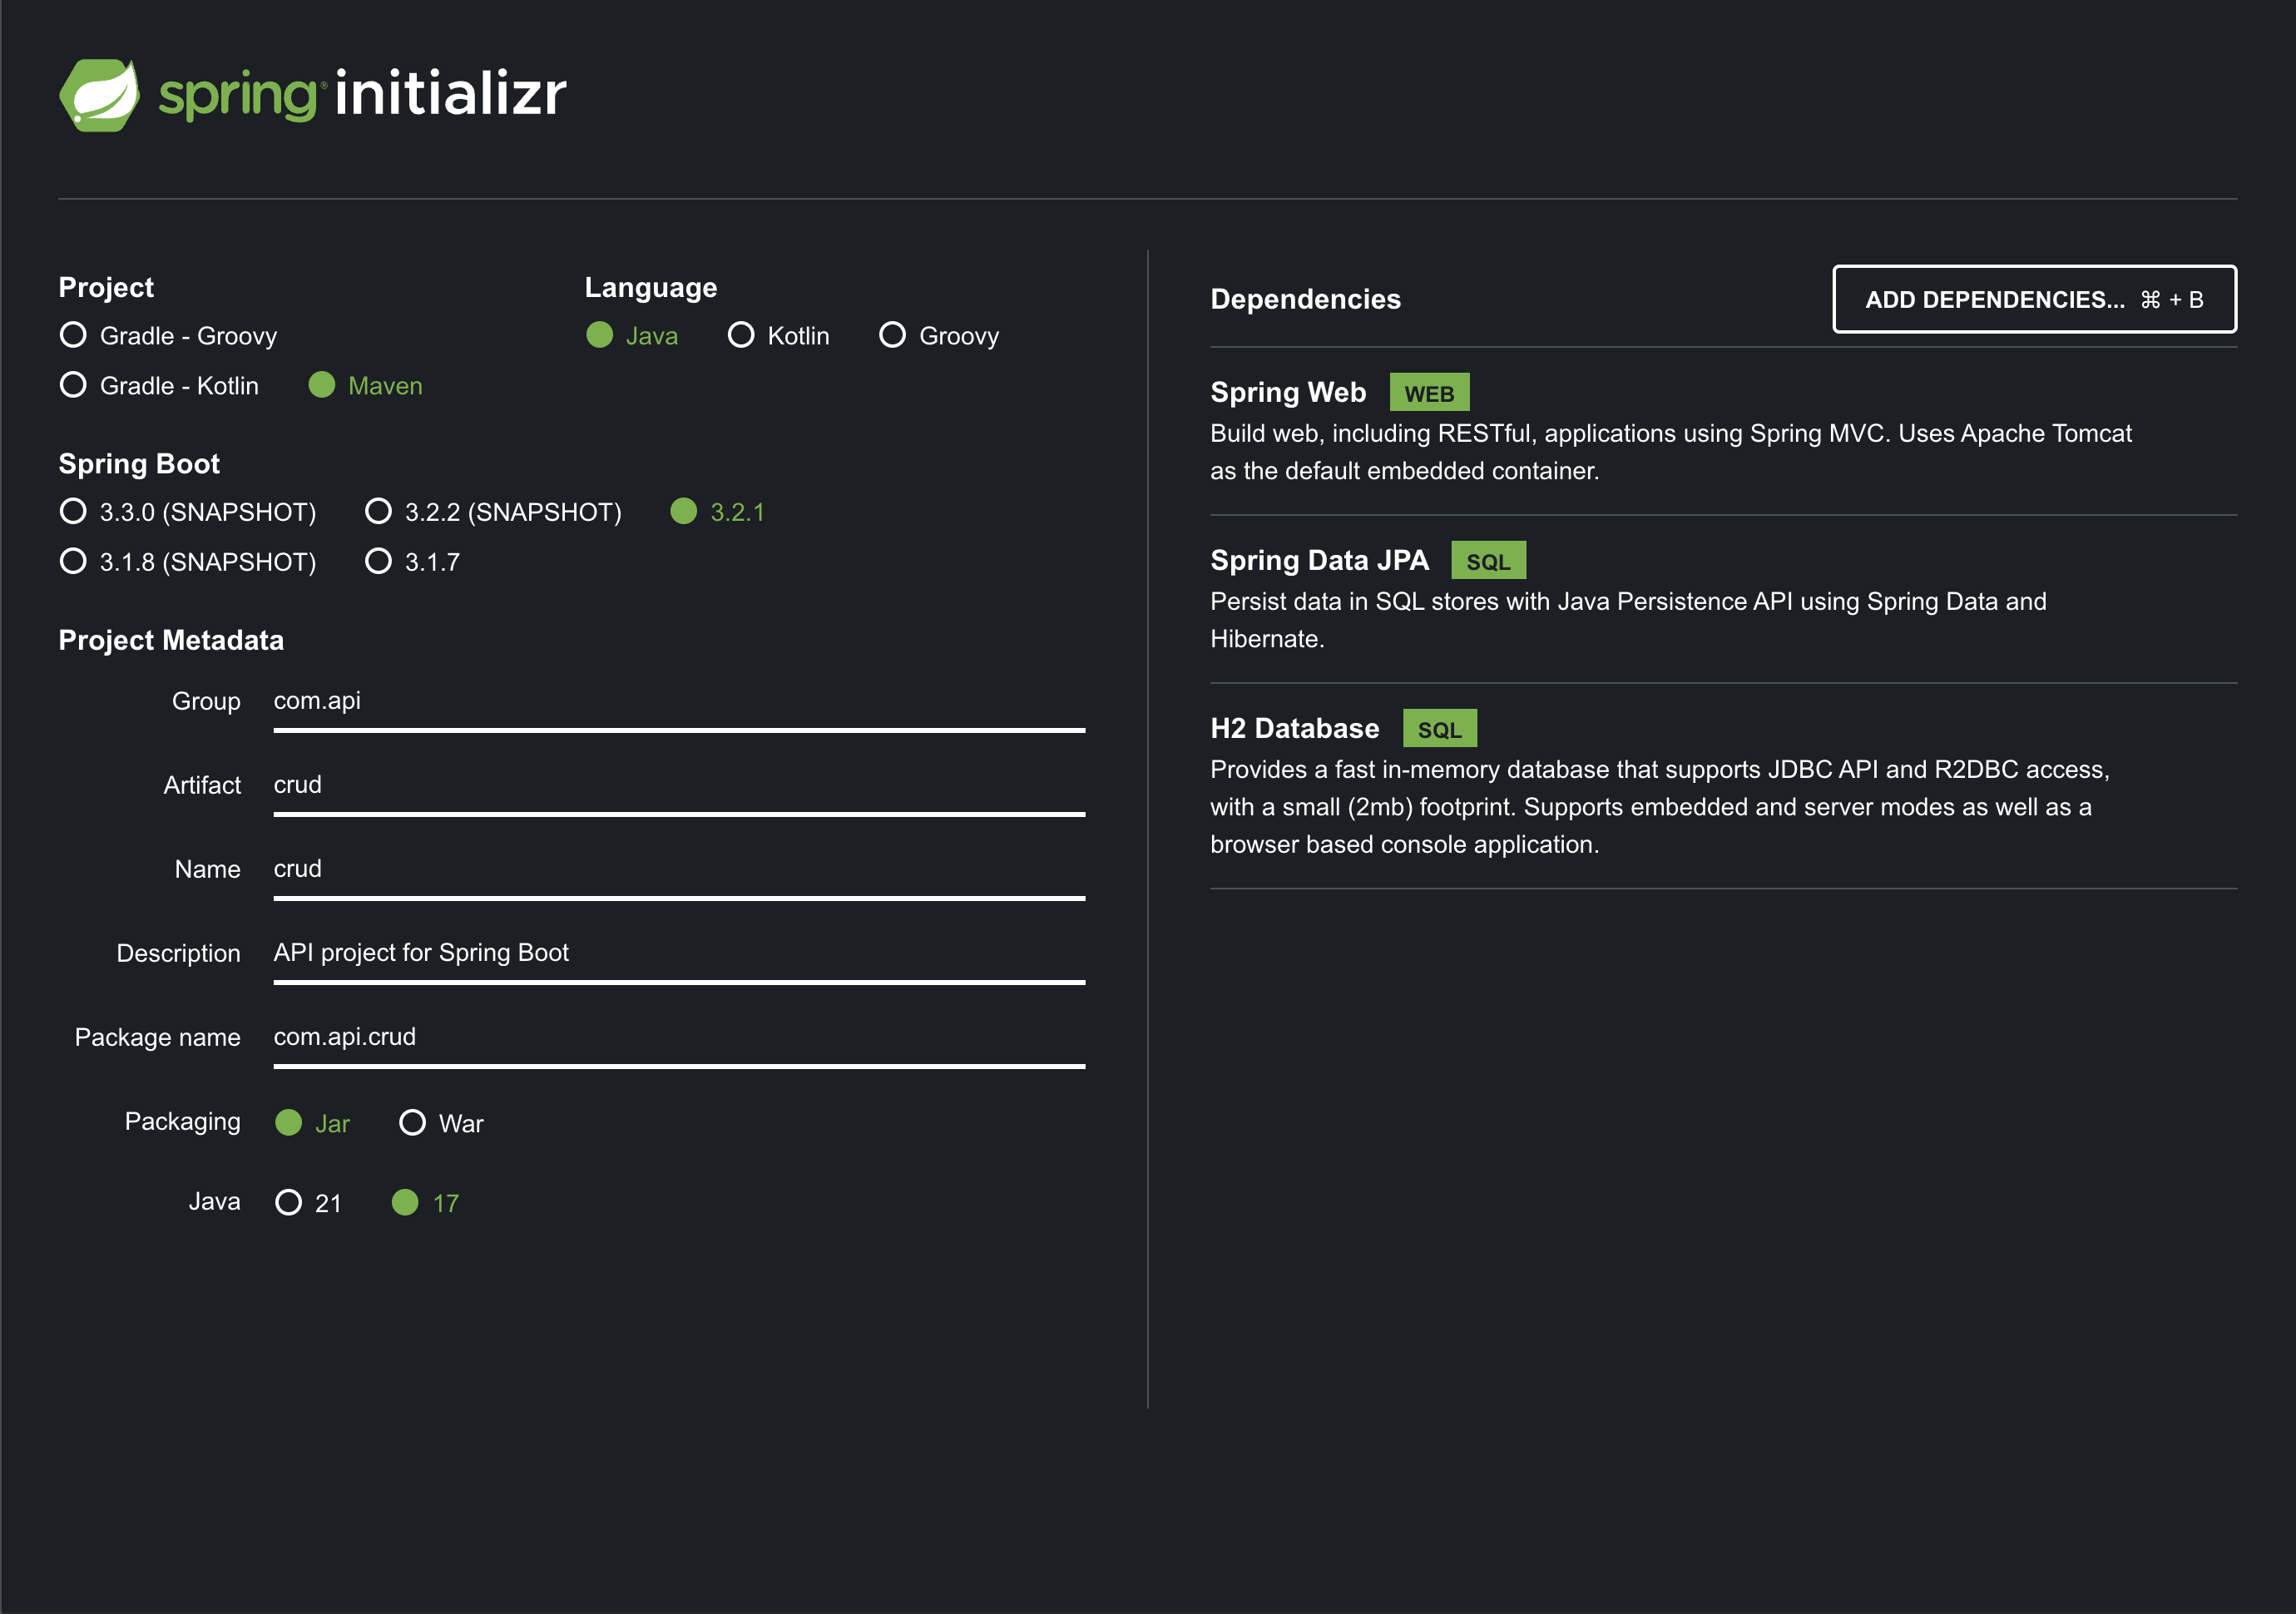 spring® initializr
Project
Gradle - Groovy
Gradle - Kotlin Maven
Language
Java Kotlin Groovy
Spring Boot
3.3.0 (SNAPSHOT) 3.2.2 (SNAPSHOT) 3.2.1
3.1.8 (SNAPSHOT) 3.1.7
Project Metadata
Group com.api
Artifact crud
Name crud
Description API project for Spring Boot
Package name com.api.crud
Packaging Jar War
Java 21 17
Dependencies ADD DEPENDENCIES... ⌘ + B
Spring Web WEB
Build web, including RESTful, applications using Spring MVC. Uses Apache Tomcat
as the default embedded container.
Spring Data JPA SQL
Persist data in SQL stores with Java Persistence API using Spring Data and
Hibernate.
H2 Database SQL
Provides a fast in-memory database that supports JDBC API and R2DBC access,
with a small (2mb) footprint. Supports embedded and server modes as well as a
browser based console application.